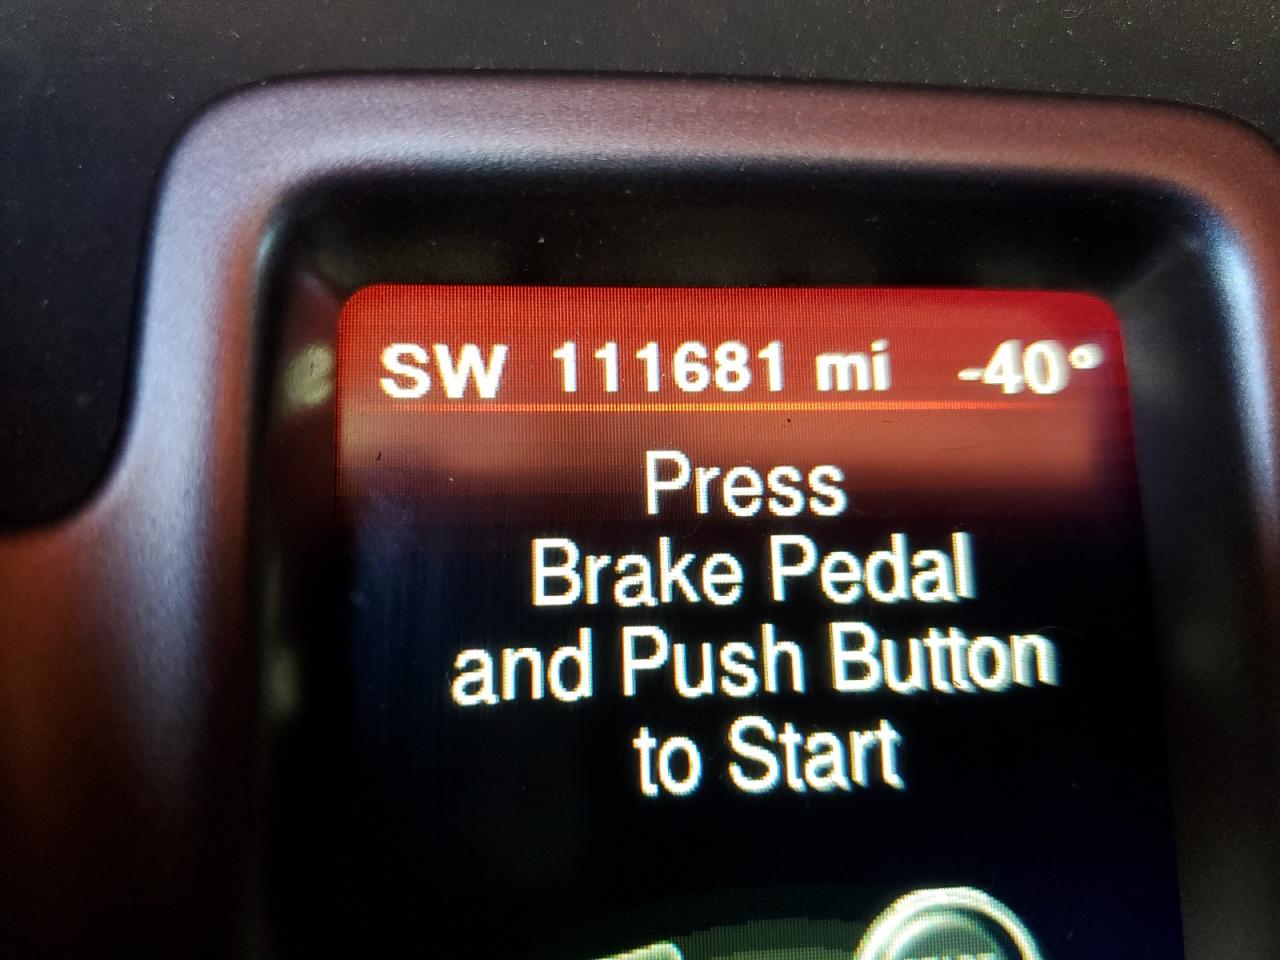 SW 111681 mi -40°
Press
Brake Pedal
and Push Button
to Start